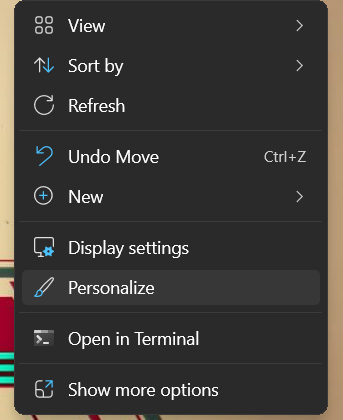 View
Sort by
Refresh
Undo Move Ctrl+Z
New
Display settings
Personalize
Open in Terminal
Show more options